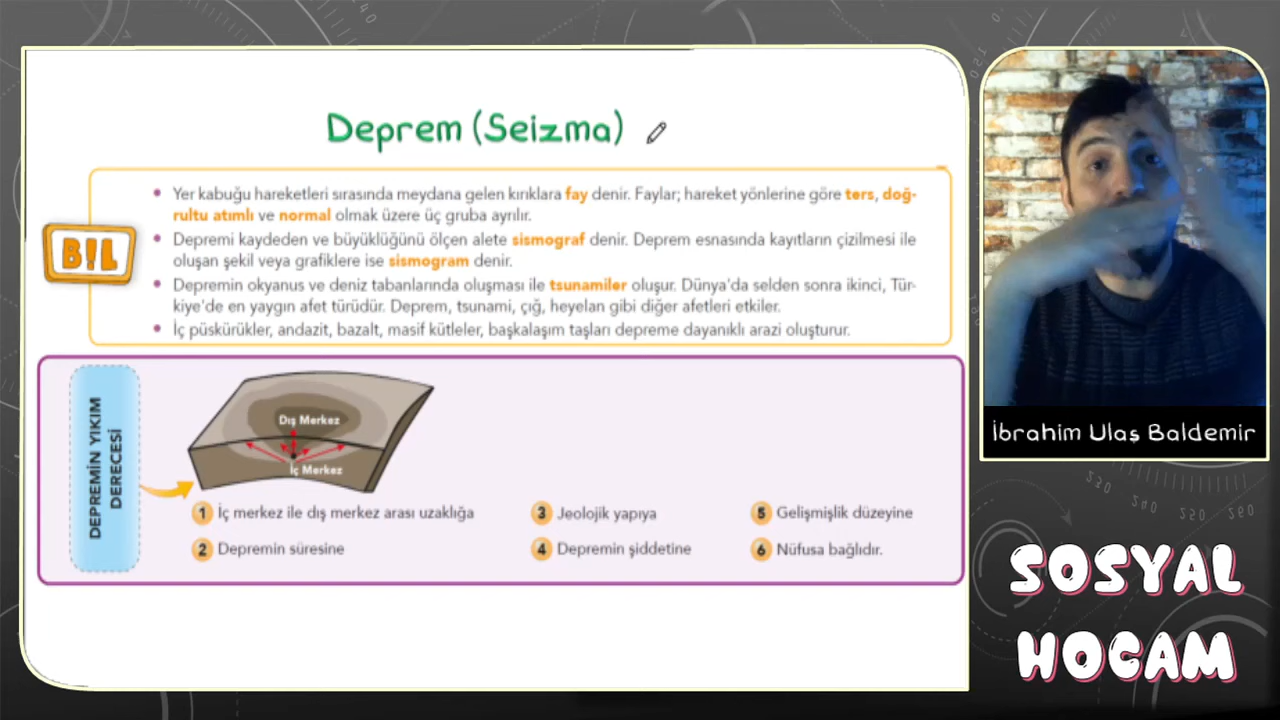 Deprem (Seizma)
• Yer kabuğu hareketleri sırasında meydana gelen kırıklara fay denir. Faylar; hareket yönlerine göre ters, doğ-
rultu atımlı ve normal olmak üzere üç gruba ayrılır.
• Depremi kaydeden ve büyüklüğünü ölçen alete sismograf denir. Deprem esnasında kayıtların çizilmesi ile
oluşan şekil veya grafiklere ise sismogram denir.
• Depremin okyanus ve deniz tabanlarında oluşması ile tsunamiler oluşur. Dünya'da selden sonra ikinci, Tür-
kiye'de en yaygın afet türüdür. Deprem, tsunami, çığ, heyelan gibi diğer afetleri etkiler.
• İç püskürükler, andazit, bazalt, masif kütleler, başkalaşım taşları depreme dayanıklı arazi oluşturur.
B!L
DEPREMİN YIKIM
DERECESİ
Dış Merkez
İç Merkez
1 İç merkez ile dış merkez arası uzaklığa
2 Depremin süresine
3 Jeolojik yapıya
4 Depremin şiddetine
5 Gelişmişlik düzeyine
6 Nüfusa bağlıdır.
İbrahim Ulaş Baldemir
SOSYAL
HOCAM